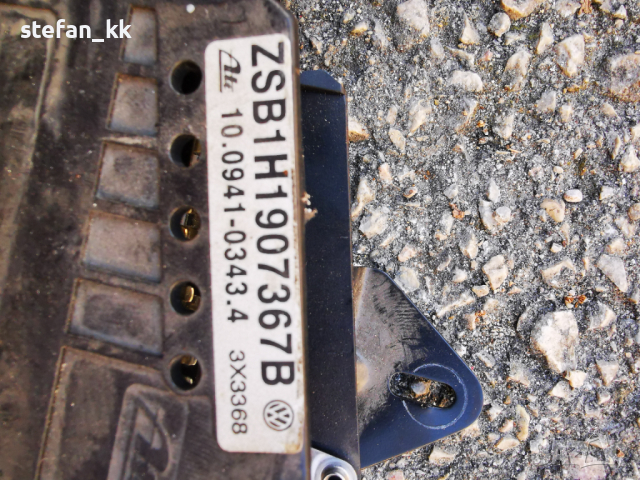 stefan_kk
ZSB1H1907367B
Ate 10.0941-0343.4 3X3368